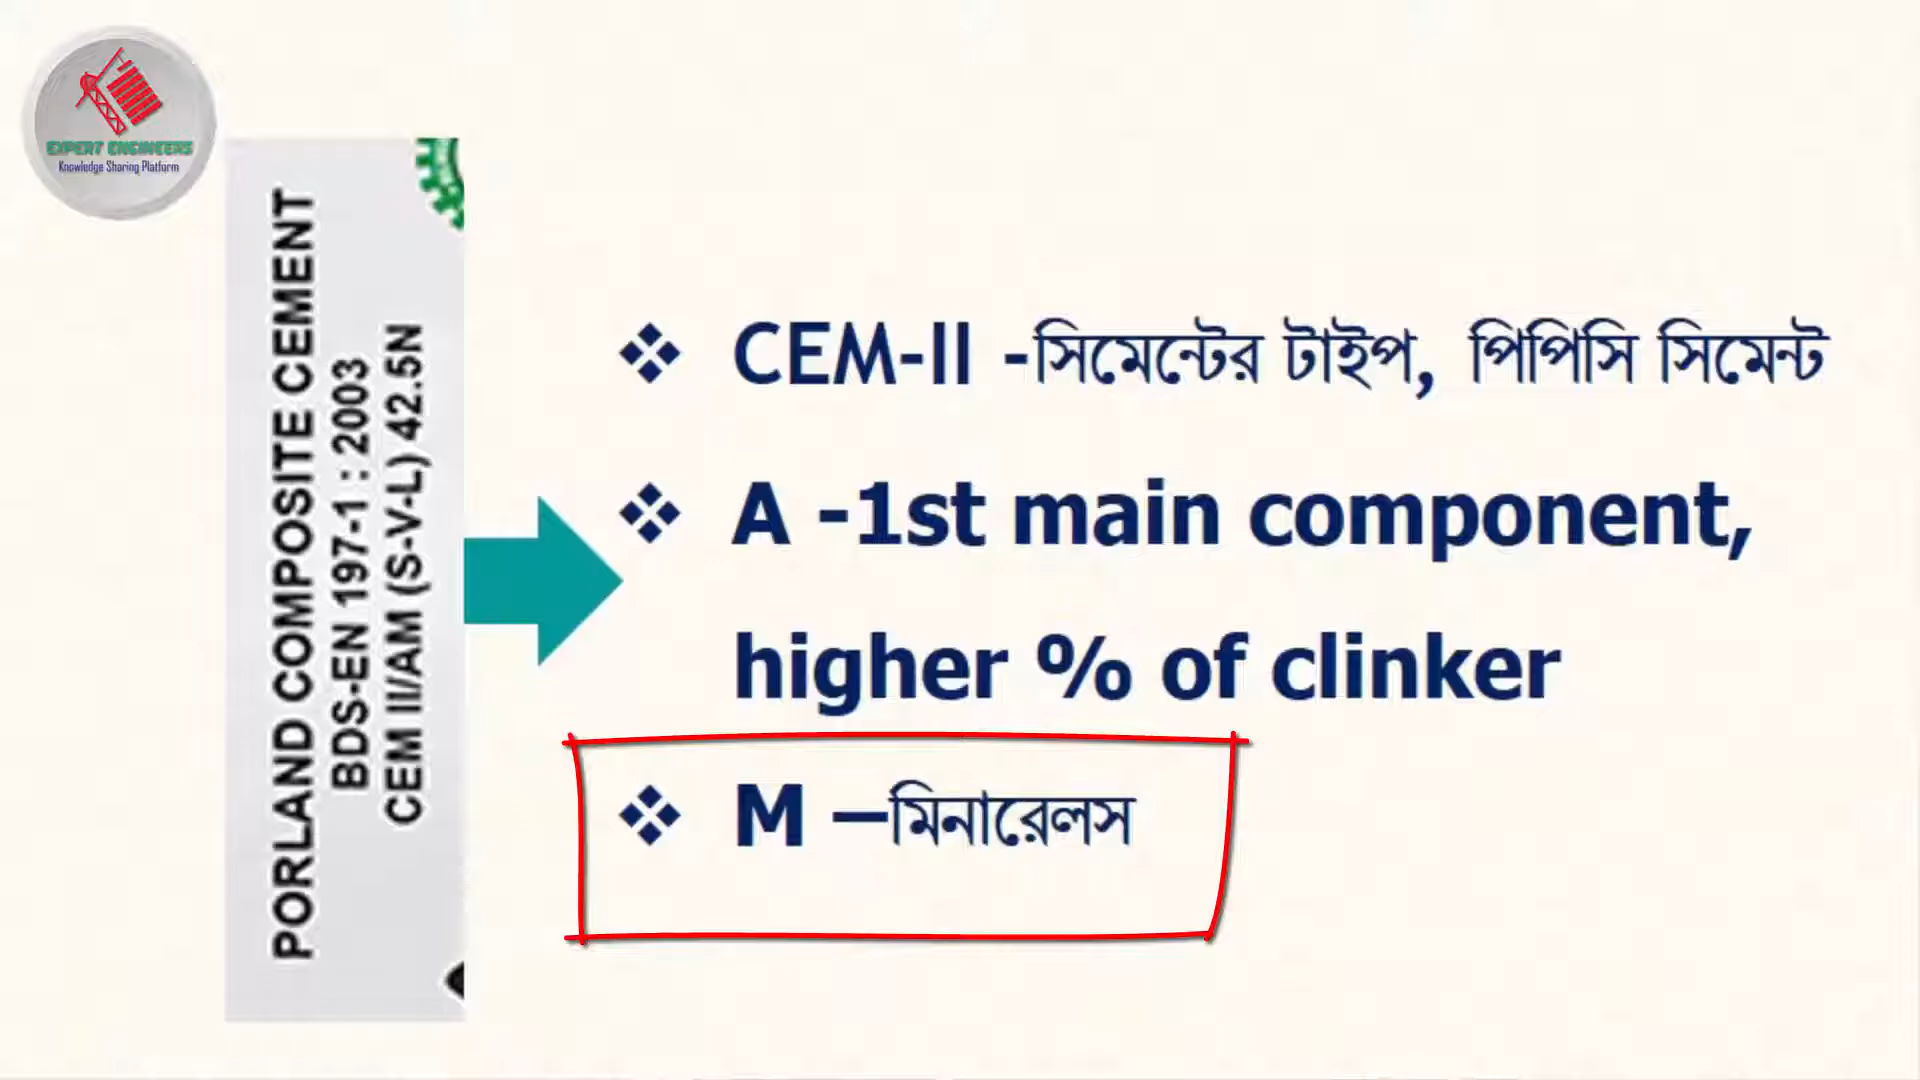 EXPERT ENGINEERS
Knowledge Sharing Platform
PORLAND COMPOSITE CEMENT
BDS-EN 197-1 : 2003
CEM II/AM (S-V-L) 42.5N
❖ CEM-II -সিমেন্টের টাইপ, পিপিসি সিমেন্ট
❖ A -1st main component,
higher % of clinker
❖ M –মিনারেলস